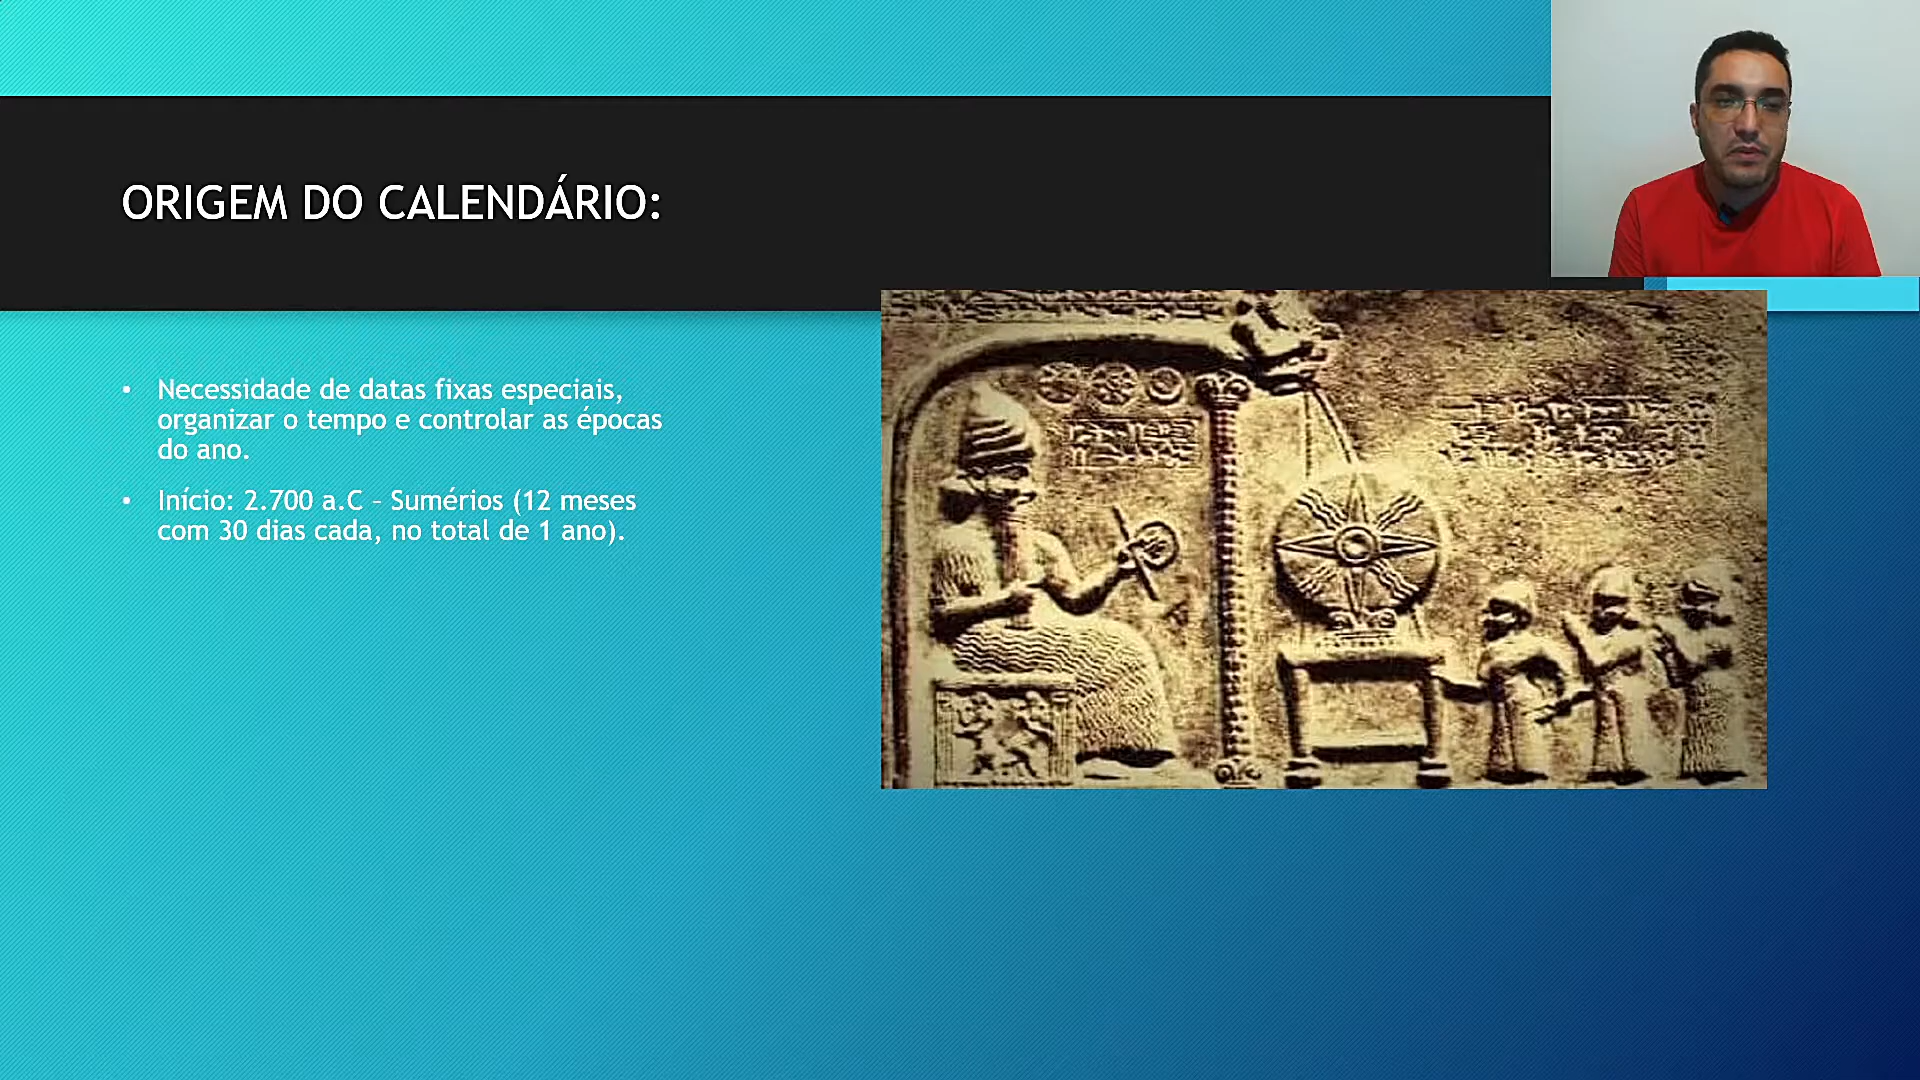 ORIGEM DO CALENDÁRIO:
• Necessidade de datas fixas especiais,
organizar o tempo e controlar as épocas
do ano.
• Início: 2.700 a.C – Sumérios (12 meses
com 30 dias cada, no total de 1 ano).